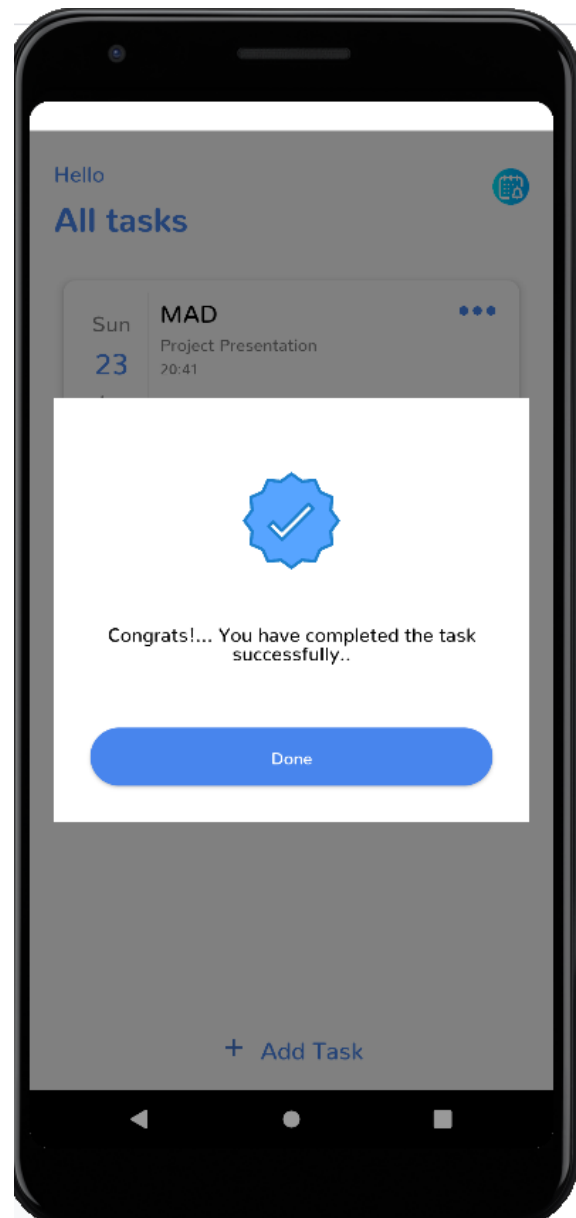 Hello
All tasks
Sun
MAD
Project Presentation
23
20:41
Congrats!... You have completed the task
successfully..
Done
+ Add Task